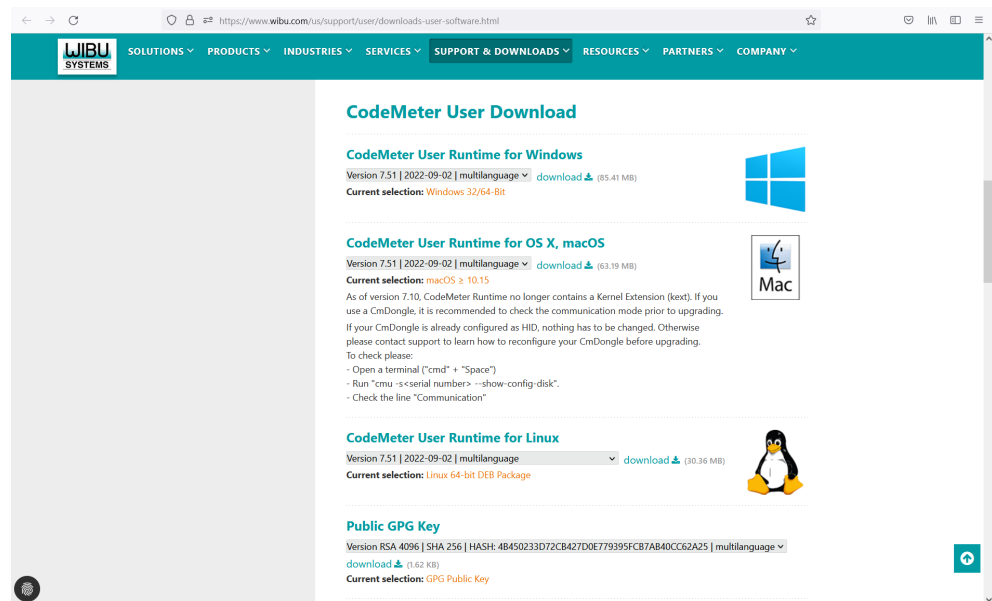 https://www.wibu.com/us/support/user/downloads-user-software.html
WIBU
SYSTEMS
SOLUTIONS PRODUCTS INDUSTRIES SERVICES SUPPORT & DOWNLOADS RESOURCES PARTNERS COMPANY
CodeMeter User Download
CodeMeter User Runtime for Windows
Version 7.51 | 2022-09-02 | multilanguage download (85.41 MB)
Current selection: Windows 32/64-Bit
CodeMeter User Runtime for OS X, macOS
Version 7.51 | 2022-09-02 | multilanguage download (63.19 MB)
Current selection: macOS ≥ 10.15
Mac
As of version 7.10, CodeMeter Runtime no longer contains a Kernel Extension (kext). If you
use a CmDongle, it is recommended to check the communication mode prior to upgrading.
If your CmDongle is already configured as HID, nothing has to be changed. Otherwise
please contact support to learn how to reconfigure your CmDongle before upgrading.
To check please:
- Open a terminal ("cmd" + "Space")
- Run "cmu -s<serial number> --show-config-disk".
- Check the line "Communication"
CodeMeter User Runtime for Linux
Version 7.51 | 2022-09-02 | multilanguage download (30.36 MB)
Current selection: Linux 64-bit DEB Package
Public GPG Key
Version RSA 4096 | SHA 256 | HASH: 4B450233D72CB427D0E779395FCB7AB40CC62A25 | multilanguage
download (1.62 KB)
Current selection: GPG Public Key